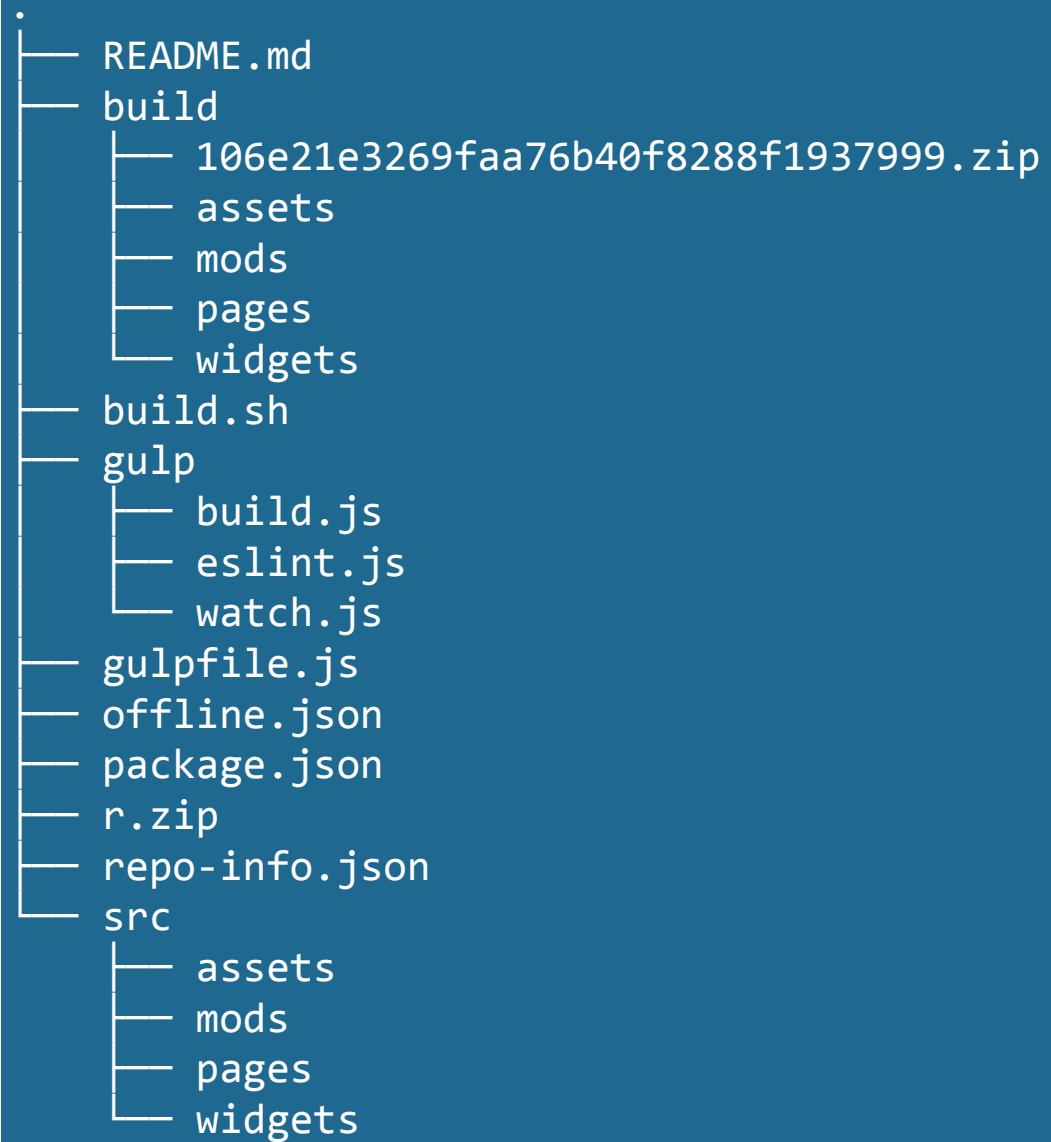 .
├── README.md
├── build
│   ├── 106e21e3269faa76b40f8288f1937999.zip
│   ├── assets
│   ├── mods
│   ├── pages
│   └── widgets
├── build.sh
├── gulp
│   ├── build.js
│   ├── eslint.js
│   └── watch.js
├── gulpfile.js
├── offline.json
├── package.json
├── r.zip
├── repo-info.json
└── src
    ├── assets
    ├── mods
    ├── pages
    └── widgets